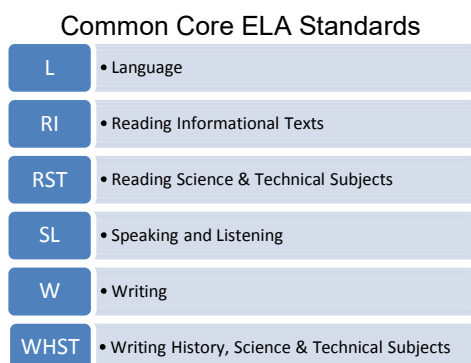 Common Core ELA Standards
L • Language
RI • Reading Informational Texts
RST • Reading Science & Technical Subjects
SL • Speaking and Listening
W • Writing
WHST • Writing History, Science & Technical Subjects